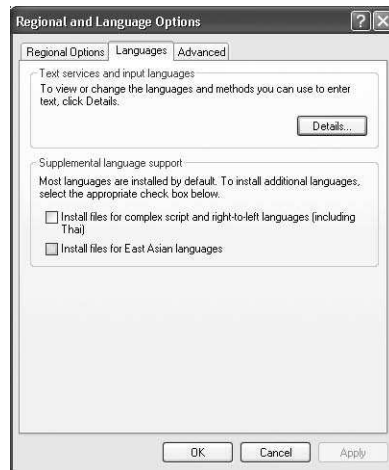 Regional and Language Options
Regional Options Languages Advanced
Text services and input languages
To view or change the languages and methods you can use to enter
text, click Details.
Details...
Supplemental language support
Most languages are installed by default. To install additional languages,
select the appropriate check box below.
Install files for complex script and right-to-left languages (including
Thai)
Install files for East Asian languages
OK Cancel Apply